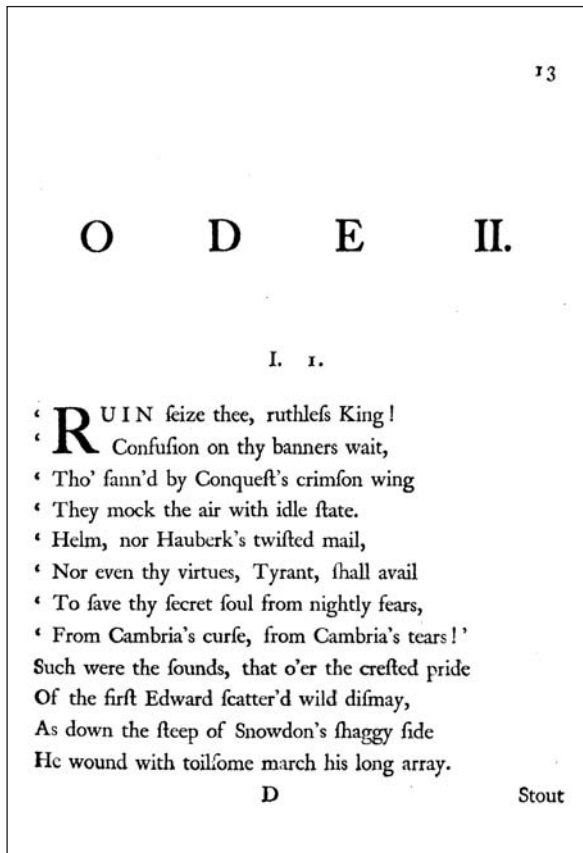 13
O D E II.
I. 1.
‘ RUIN ſeize thee, ruthleſs King !
‘ Confuſion on thy banners wait,
‘ Tho' fann'd by Conqueſt's crimſon wing
‘ They mock the air with idle ſtate.
‘ Helm, nor Hauberk's twiſted mail,
‘ Nor even thy virtues, Tyrant, ſhall avail
‘ To ſave thy ſecret ſoul from nightly fears,
‘ From Cambria's curſe, from Cambria's tears !’
Such were the ſounds, that o'er the creſted pride
Of the firſt Edward ſcatter'd wild diſmay,
As down the ſteep of Snowdon's ſhaggy ſide
He wound with toilſome march his long array.
D Stout